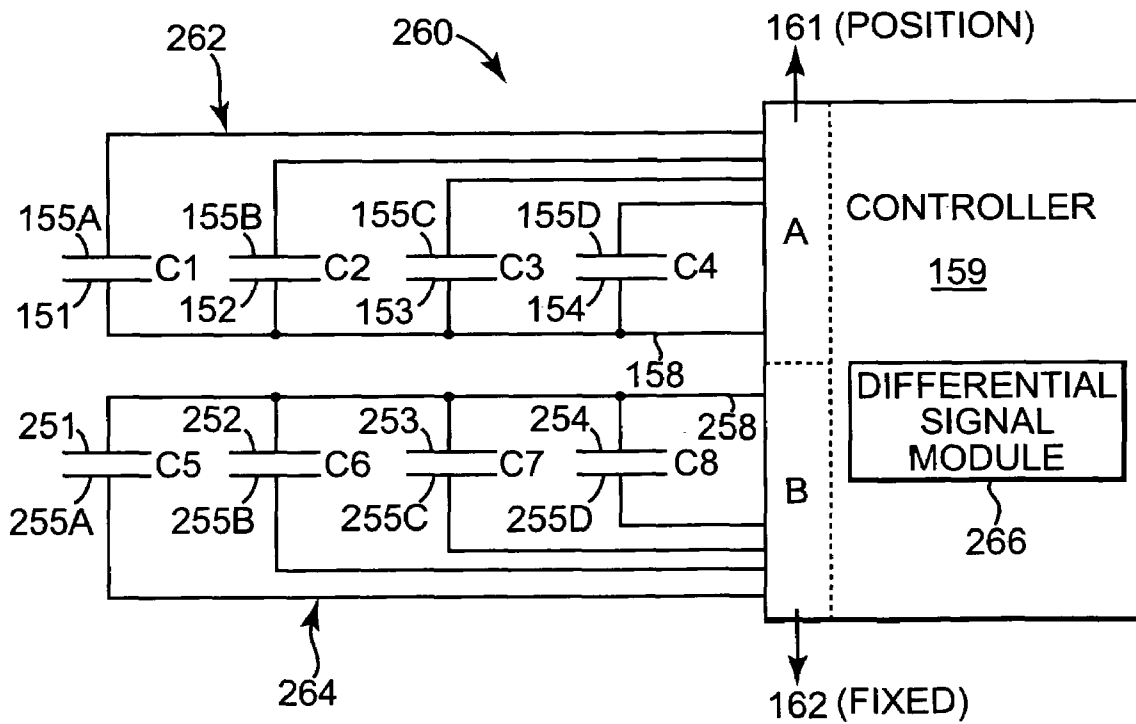 262
260
161 (POSITION)
155A
155B
155C
155D
C1
C2
C3
C4
151
152
153
154
158
A
CONTROLLER
159
251
252
253
254
258
C5
C6
C7
C8
255A
255B
255C
255D
B
DIFFERENTIAL
SIGNAL
MODULE
266
264
162 (FIXED)